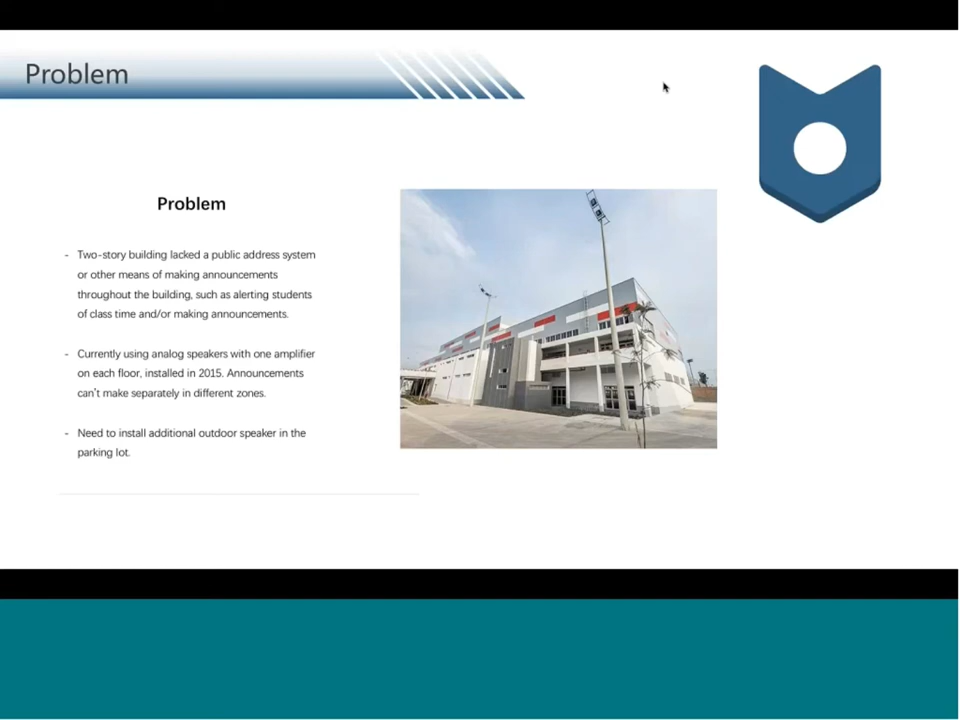 Problem
Problem
- Two-story building lacked a public address system
or other means of making announcements
throughout the building, such as alerting students
of class time and/or making announcements.
- Currently using analog speakers with one amplifier
on each floor, installed in 2015. Announcements
can't make separately in different zones.
- Need to install additional outdoor speaker in the
parking lot.